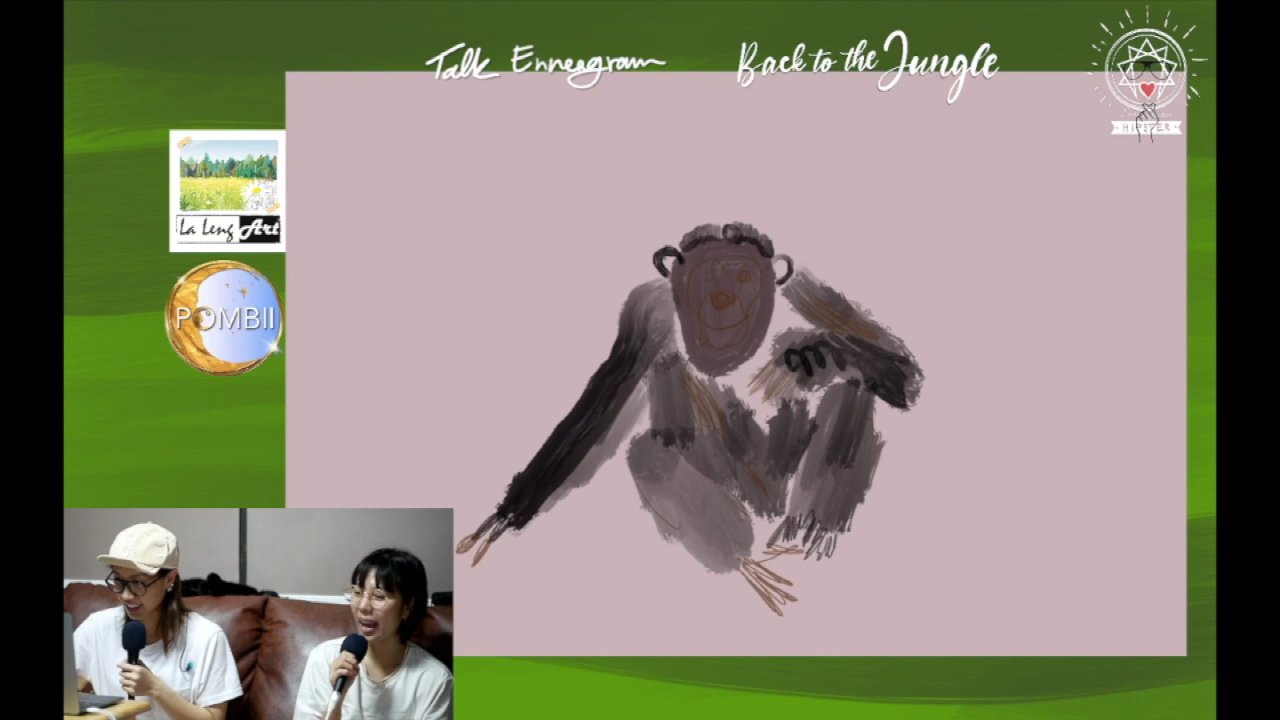 Talk Enneagram
Back to the Jungle
HIPSTER
La Leng Art
POMBII